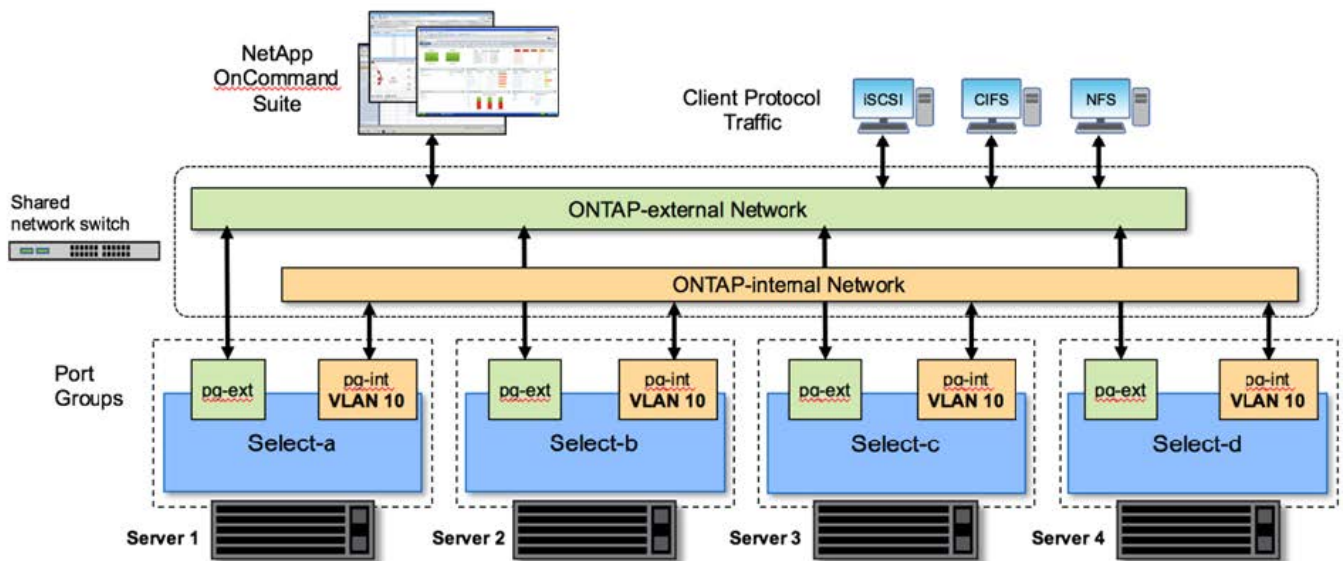 NetApp
OnCommand
Suite
Client Protocol
Traffic
iSCSI
CIFS
NFS
Shared
network switch
ONTAP-external Network
ONTAP-internal Network
Port
Groups
pg-ext
pg-int
VLAN 10
Select-a
pg-ext
pg-int
VLAN 10
Select-b
pg-ext
pg-int
VLAN 10
Select-c
pg-ext
pg-int
VLAN 10
Select-d
Server 1
Server 2
Server 3
Server 4